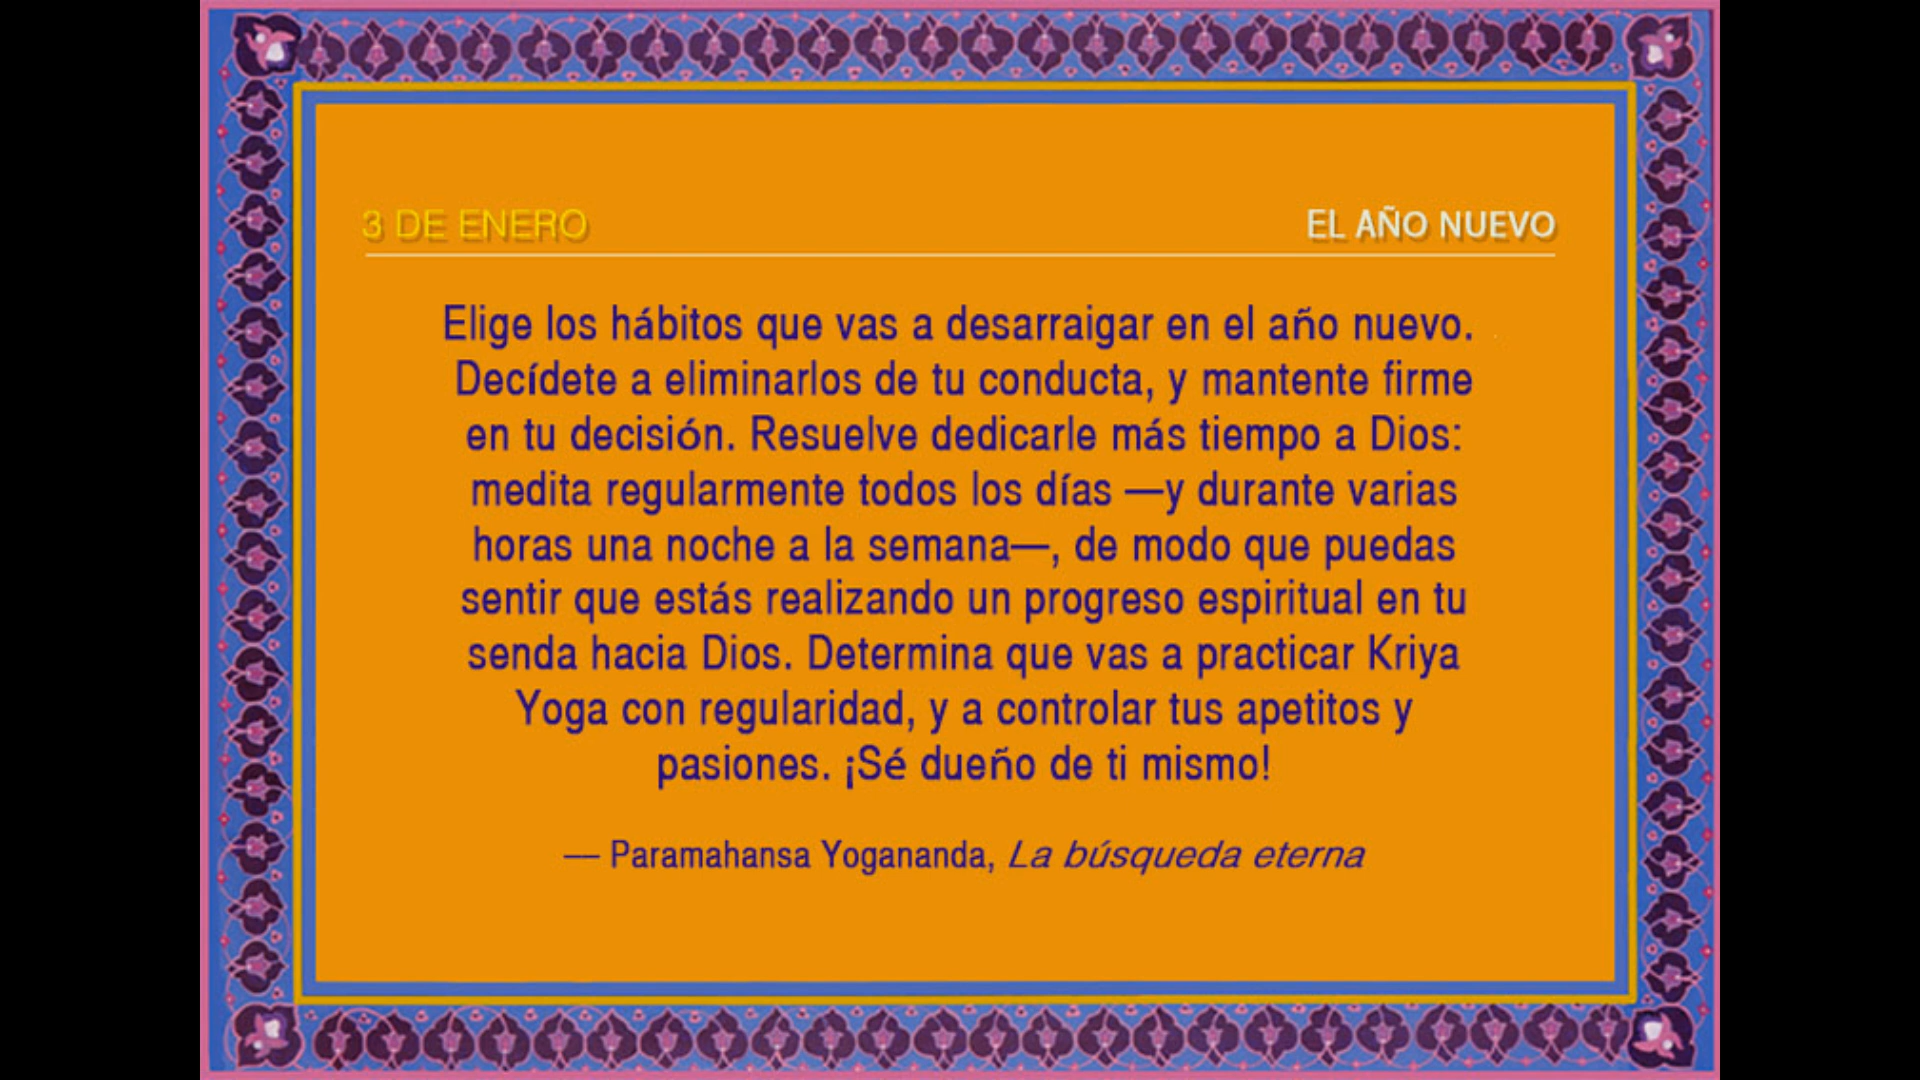 3 DE ENERO
EL AÑO NUEVO
Elige los hábitos que vas a desarraigar en el año nuevo.
Decídete a eliminarlos de tu conducta, y mantente firme
en tu decisión. Resuelve dedicarle más tiempo a Dios:
medita regularmente todos los días —y durante varias
horas una noche a la semana—, de modo que puedas
sentir que estás realizando un progreso espiritual en tu
senda hacia Dios. Determina que vas a practicar Kriya
Yoga con regularidad, y a controlar tus apetitos y
pasiones. ¡Sé dueño de ti mismo!
— Paramahansa Yogananda, La búsqueda eterna